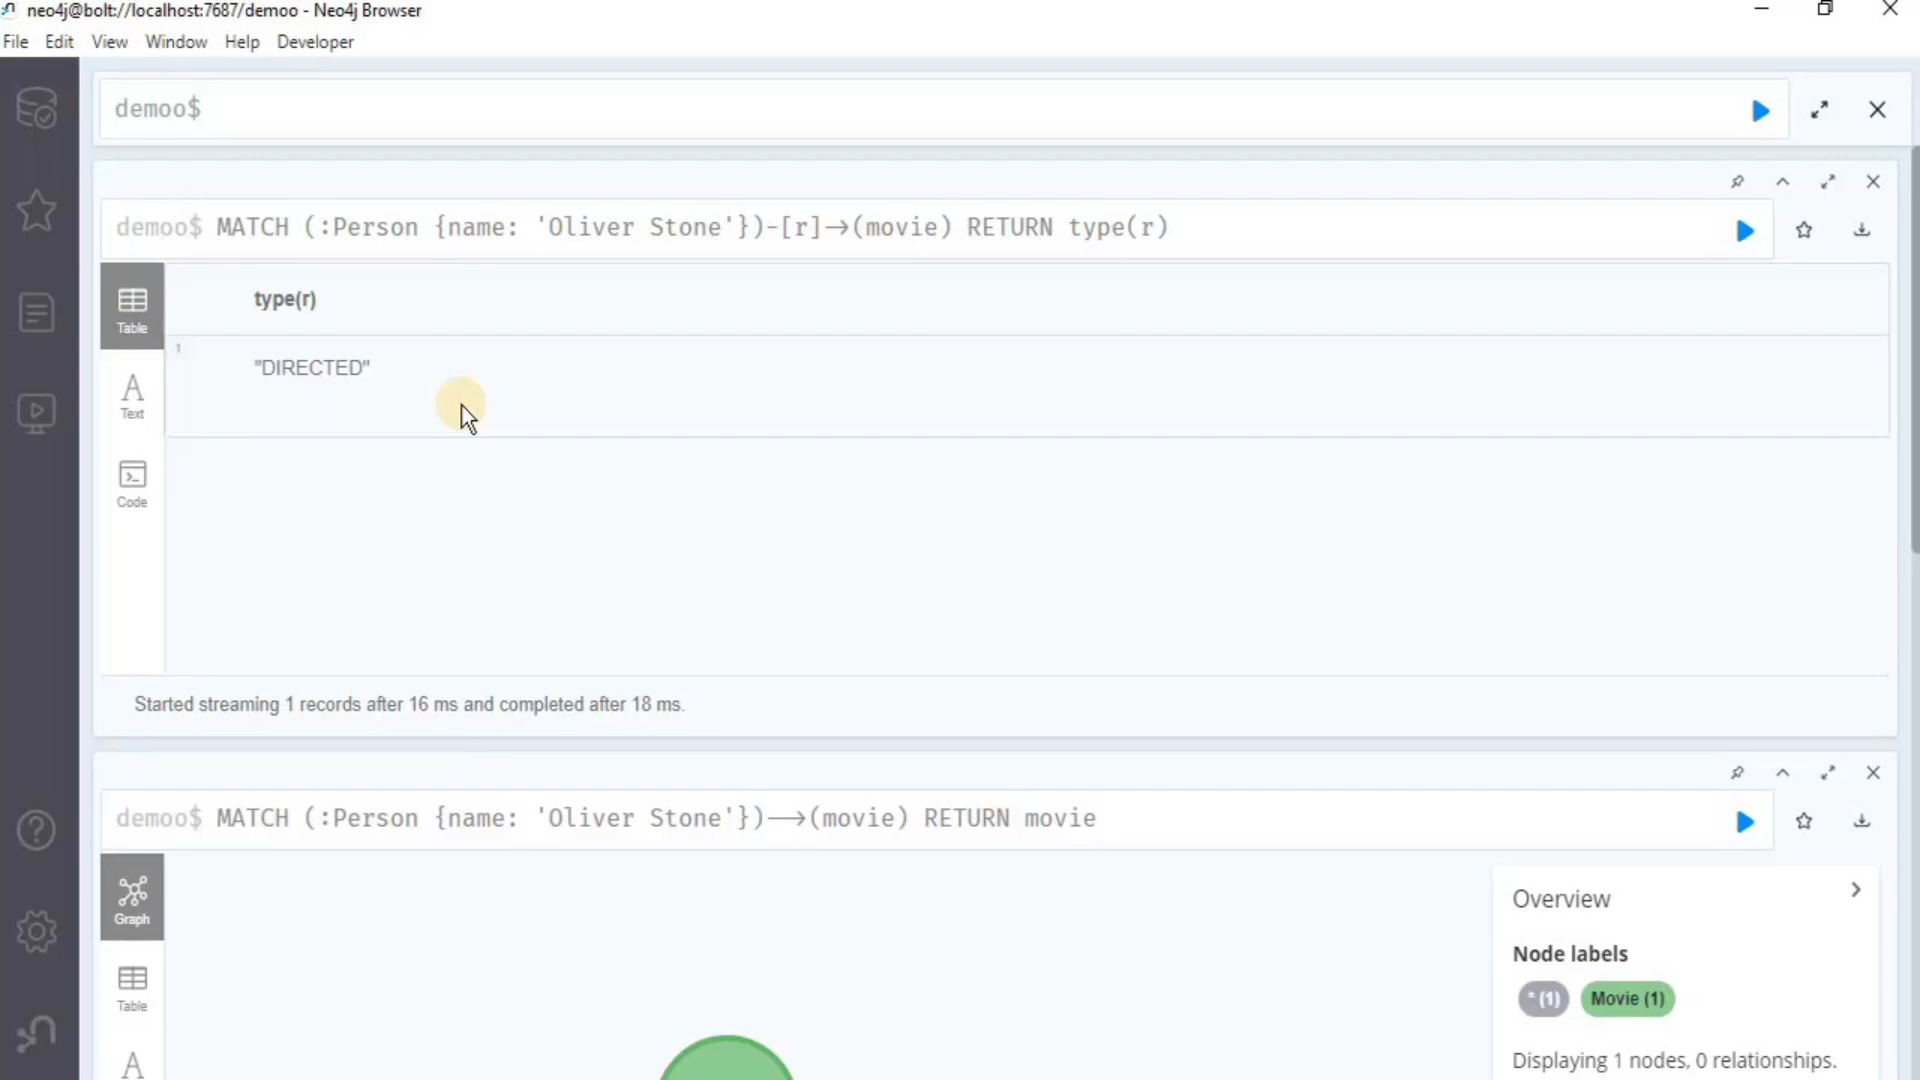 neo4j@bolt://localhost:7687/demoo - Neo4j Browser
File Edit View Window Help Developer
demoo$
demoo$ MATCH (:Person {name: 'Oliver Stone'})-[r]→(movie) RETURN type(r)
Table
type(r)
1
"DIRECTED"
Text
Code
Started streaming 1 records after 16 ms and completed after 18 ms.
demoo$ MATCH (:Person {name: 'Oliver Stone'})⟶(movie) RETURN movie
Graph
Overview
Node labels
* (1) Movie (1)
Table
Displaying 1 nodes, 0 relationships.